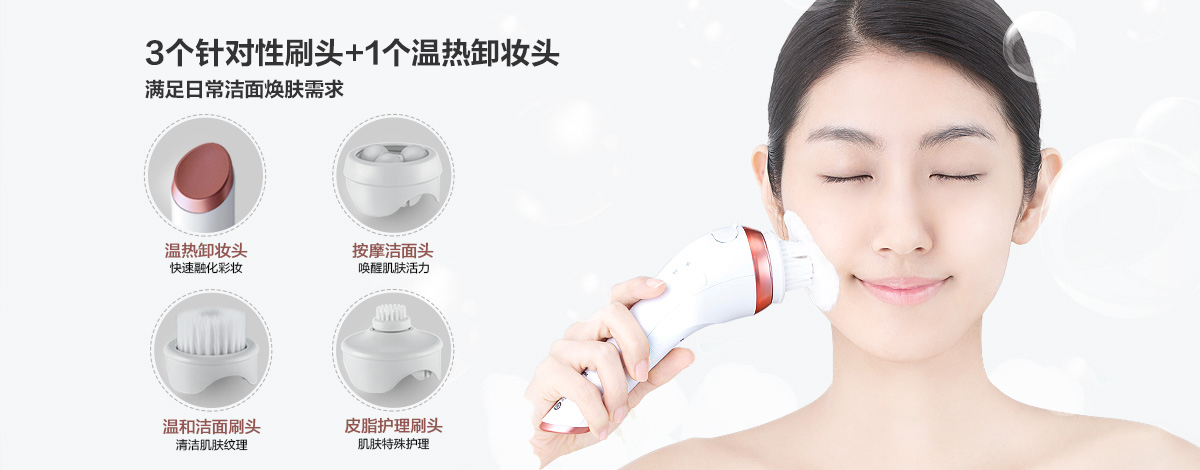 3个针对性刷头+1个温热卸妆头
满足日常洁面焕肤需求
温热卸妆头
快速融化彩妆
按摩洁面头
唤醒肌肤活力
温和洁面刷头
清洁肌肤纹理
皮脂护理刷头
肌肤特殊护理